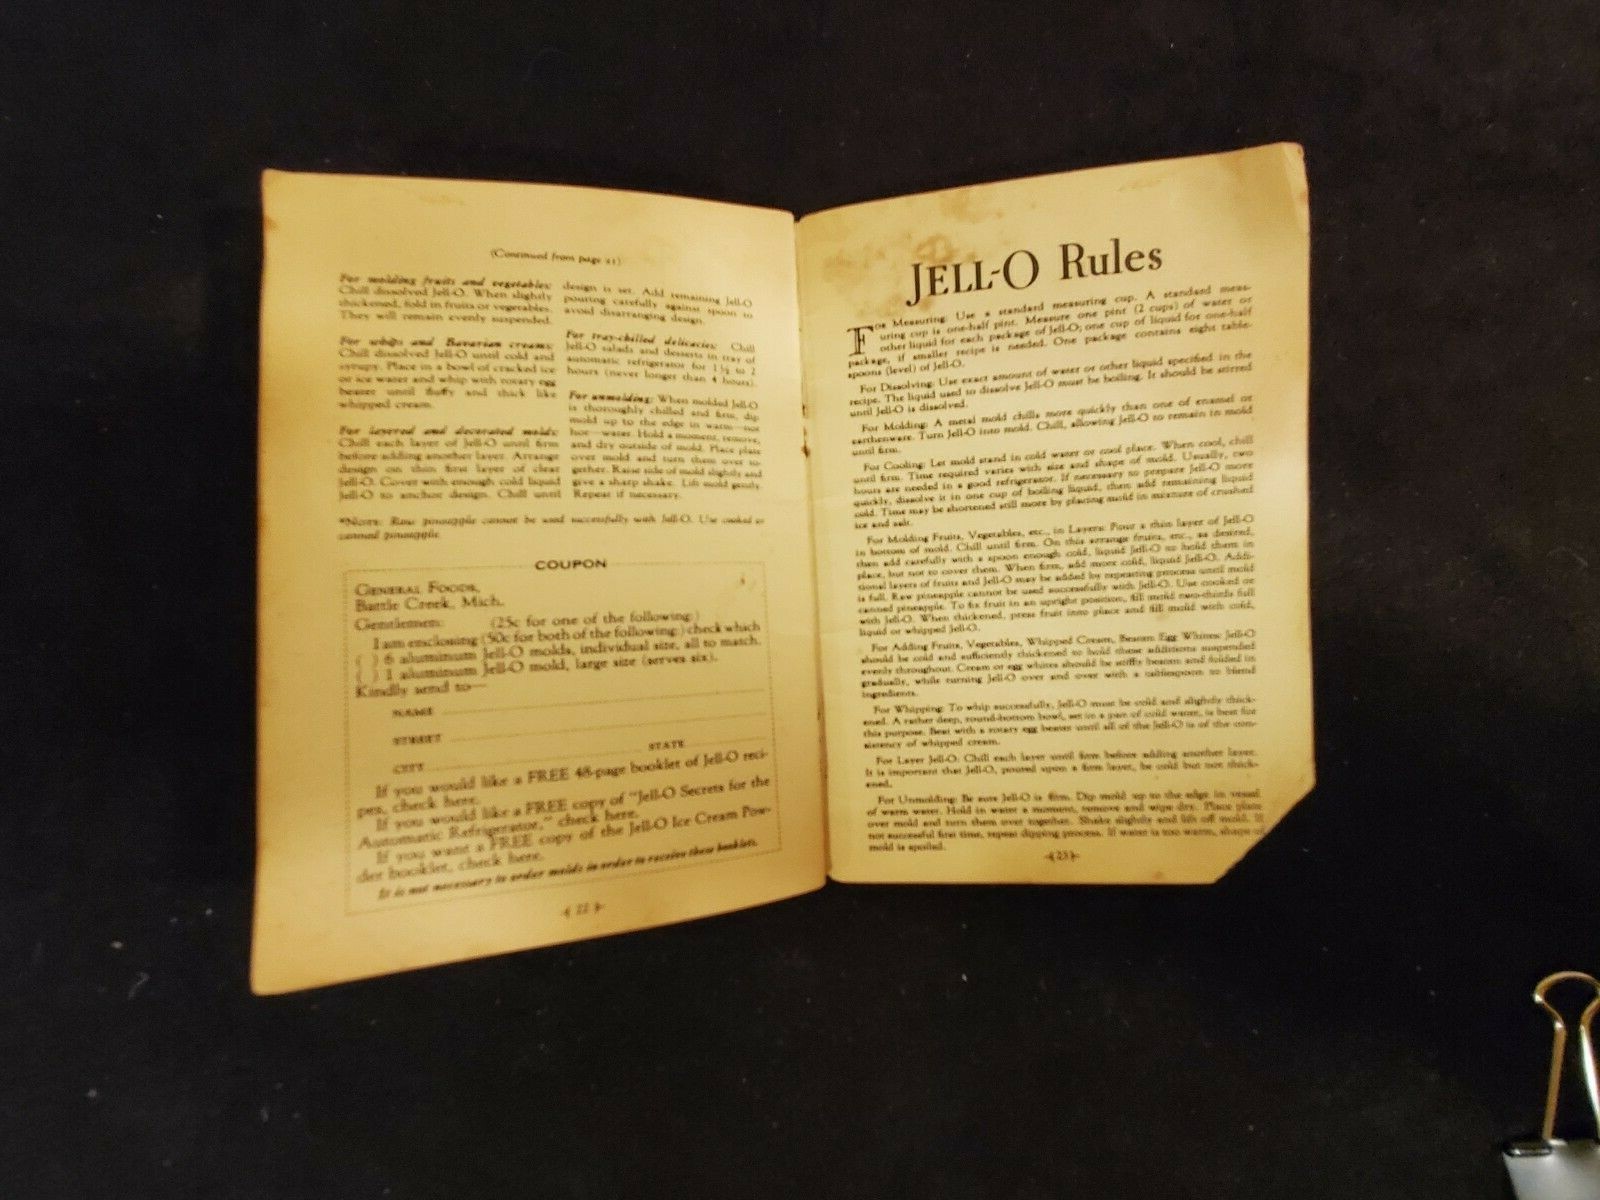 (Continued from page 21)
For molding fruits and vegetables:
Chill dissolved Jell-O. When slightly
thickened, fold in fruits or vegetables.
They will remain evenly suspended.
For whips and Bavarian creams:
Chill dissolved Jell-O until cold and
syrupy. Place in a bowl of cracked ice
or ice water and whip with rotary egg
beater until fluffy and thick like
whipped cream.
For layered and decorated molds:
Chill each layer of Jell-O until firm
before adding another layer. Arrange
design on thin firm layer of clear
Jell-O. Cover with enough cold liquid
Jell-O to anchor design. Chill until
design is set. Add remaining Jell-O
pouring carefully against spoon to
avoid disarranging design.
For tray-chilled delicacies: Chill
Jell-O salads and desserts in tray of
automatic refrigerator for 1½ to 2
hours (never longer than 4 hours).
For unmolding: When molded Jell-O
is thoroughly chilled and firm, dip
mold up to the edge in warm—not
hot—water. Hold a moment, remove,
and dry outside of mold. Place plate
over mold and turn them over to-
gether. Raise side of mold slightly and
give a sharp shake. Lift mold gently.
Repeat if necessary.
*Note: Raw pineapple cannot be used successfully with Jell-O. Use cooked or
canned pineapple.
COUPON
General Foods,
Battle Creek, Mich.
Gentlemen: (25c for one of the following)
I am enclosing (50c for both of the following) check which
( ) 6 aluminum Jell-O molds, individual size, all to match.
( ) 1 aluminum Jell-O mold, large size (serves six).
Kindly send to—
NAME
STREET
CITY STATE
If you would like a FREE 48-page booklet of Jell-O reci-
pes, check here.
If you would like a FREE copy of "Jell-O Secrets for the
Automatic Refrigerator," check here.
If you want a FREE copy of the Jell-O Ice Cream Pow-
der booklet, check here.
It is not necessary to order molds in order to receive these booklets.
22
JELL-O Rules
For Measuring: Use a standard measuring cup. A standard meas-
uring cup is one-half pint. Measure one pint (2 cups) of water or
other liquid for each package of Jell-O; one cup of liquid for one-half
package, if smaller recipe is needed. One package contains eight table-
spoons (level) of Jell-O.
For Dissolving: Use exact amount of water or other liquid specified in the
recipe. The liquid used to dissolve Jell-O must be boiling. It should be stirred
until Jell-O is dissolved.
For Molding: A metal mold chills more quickly than one of enamel or
earthenware. Turn Jell-O into mold. Chill, allowing Jell-O to remain in mold
until firm.
For Cooling: Let mold stand in cold water or cool place. When cool, chill
until firm. Time required varies with size and shape of mold. Usually, two
hours are needed in a good refrigerator. If necessary to prepare Jell-O more
quickly, dissolve it in one cup of boiling liquid, then add remaining liquid
cold. Time may be shortened still more by placing mold in mixture of crushed
ice and salt.
For Molding Fruits, Vegetables, etc., in Layers: Pour a thin layer of Jell-O
in bottom of mold. Chill until firm. On this arrange fruits, etc., as desired,
then add carefully with a spoon enough cold, liquid Jell-O to hold them in
place, but not to cover them. When firm, add more cold, liquid Jell-O. Addi-
tional layers of fruits and Jell-O may be added by repeating process until mold
is full. Raw pineapple cannot be used successfully with Jell-O. Use cooked or
canned pineapple. To fix fruit in an upright position, fill mold two-thirds full
with Jell-O. When thickened, press fruit into place and fill mold with cold,
liquid or whipped Jell-O.
For Adding Fruits, Vegetables, Whipped Cream, Beaten Egg Whites: Jell-O
should be cold and sufficiently thickened to hold these additions suspended
evenly throughout. Cream or egg whites should be stiffly beaten and folded in
gradually, while turning Jell-O over and over with a tablespoon to blend
ingredients.
For Whipping: To whip successfully, Jell-O must be cold and slightly thick-
ened. A rather deep, round-bottom bowl, set in a pan of cold water, is best for
this purpose. Beat with a rotary egg beater until all of the Jell-O is of the con-
sistency of whipped cream.
For Layer Jell-O: Chill each layer until firm before adding another layer.
It is important that Jell-O, poured upon a firm layer, be cold but not thick-
ened.
For Unmolding: Be sure Jell-O is firm. Dip mold up to the edge in vessel
of warm water. Hold in water a moment, remove and wipe dry. Place plate
over mold and turn them over together. Shake slightly and lift off mold. If
not successful first time, repeat dipping process. If water is too warm, shape of
mold is spoiled.
23